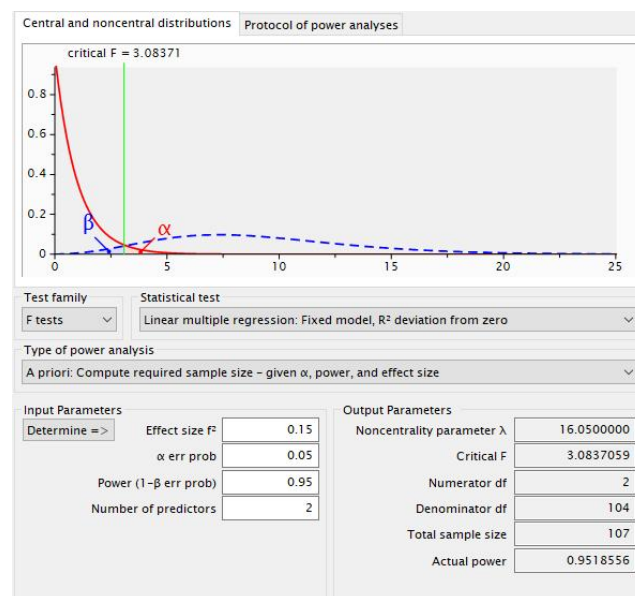 Central and noncentral distributions Protocol of power analyses
critical F = 3.08371
0.8
0.6
0.4
0.2
0
β
α
0 5 10 15 20 25
Test family Statistical test
F tests Linear multiple regression: Fixed model, R² deviation from zero
Type of power analysis
A priori: Compute required sample size – given α, power, and effect size
Input Parameters Output Parameters
Determine => Effect size f² 0.15 Noncentrality parameter λ 16.0500000
α err prob 0.05 Critical F 3.0837059
Power (1-β err prob) 0.95 Numerator df 2
Number of predictors 2 Denominator df 104
Total sample size 107
Actual power 0.9518556